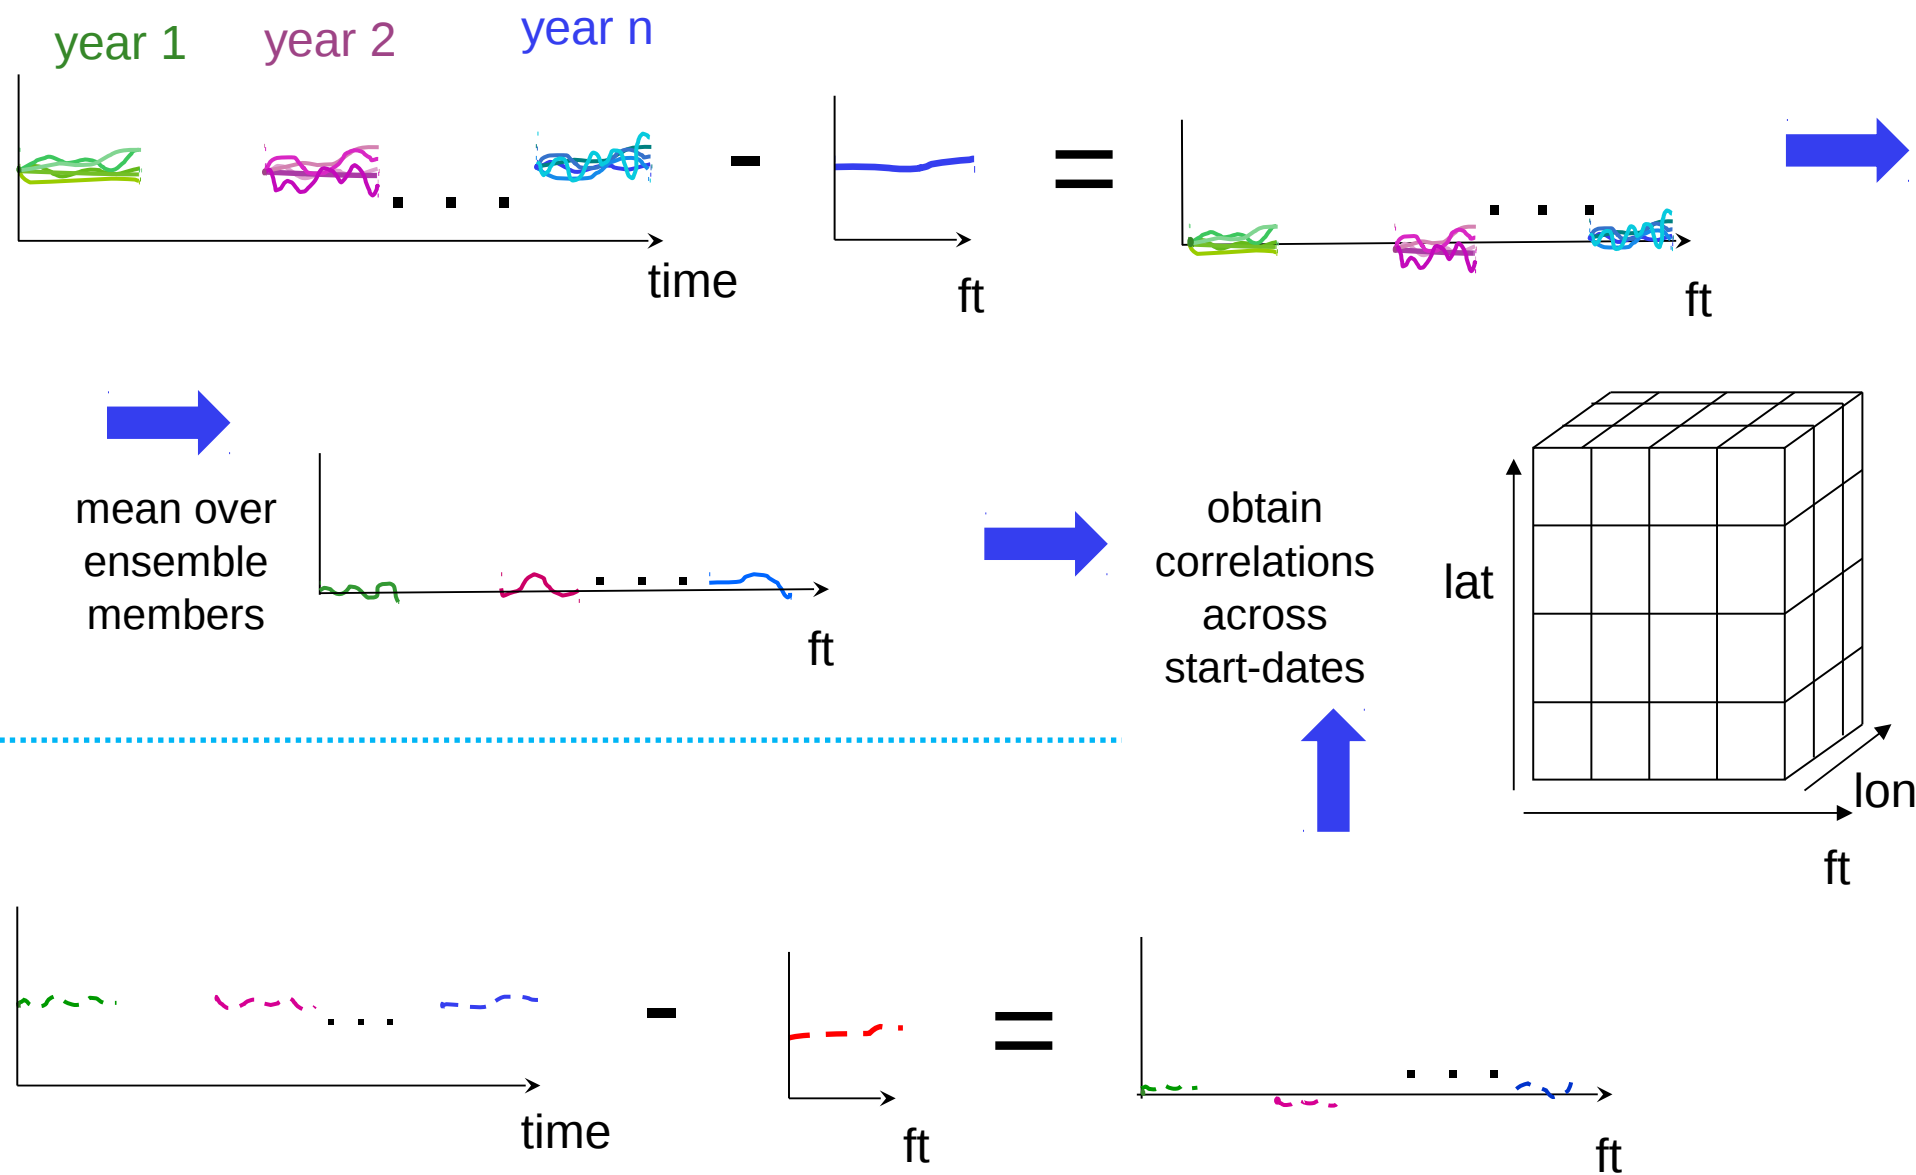 year 1
year 2
year n
-
=
time
ft
ft
mean over
ensemble
members
ft
obtain
correlations
across
start-dates
lat
lon
ft
-
=
time
ft
ft